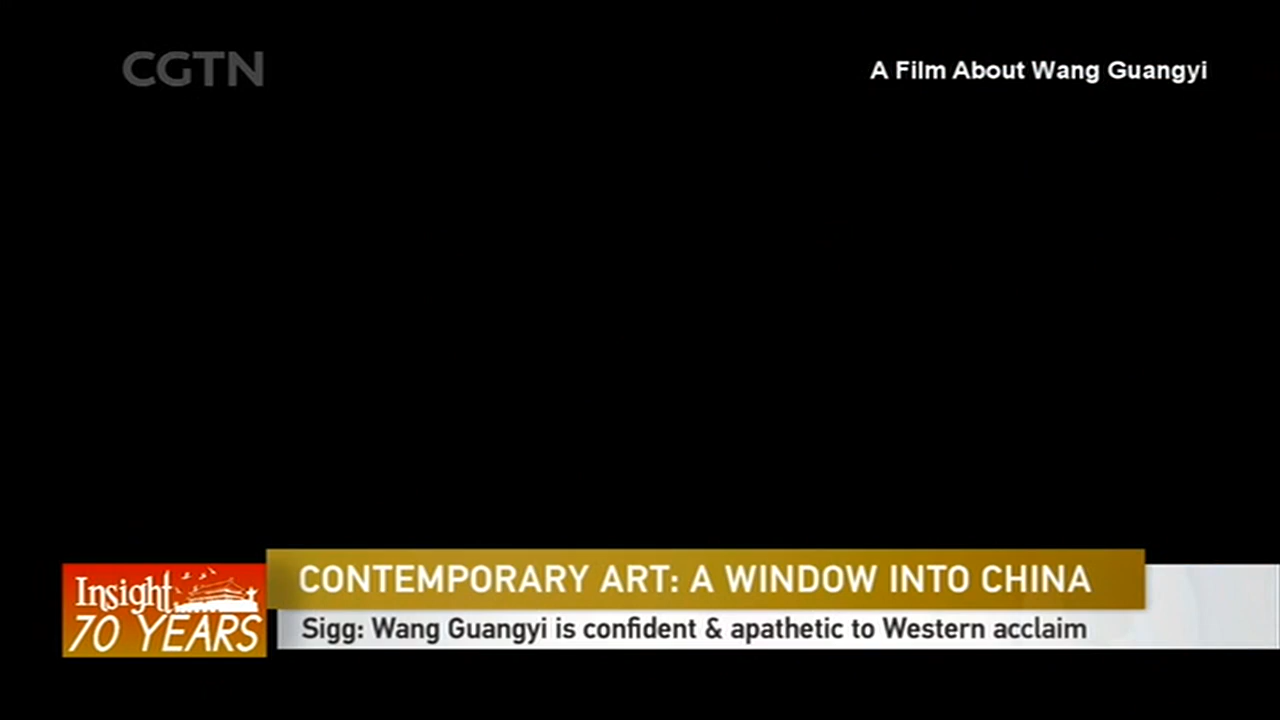 CGTN
A Film About Wang Guangyi
CONTEMPORARY ART: A WINDOW INTO CHINA
Insight
70 YEARS
Sigg: Wang Guangyi is confident & apathetic to Western acclaim